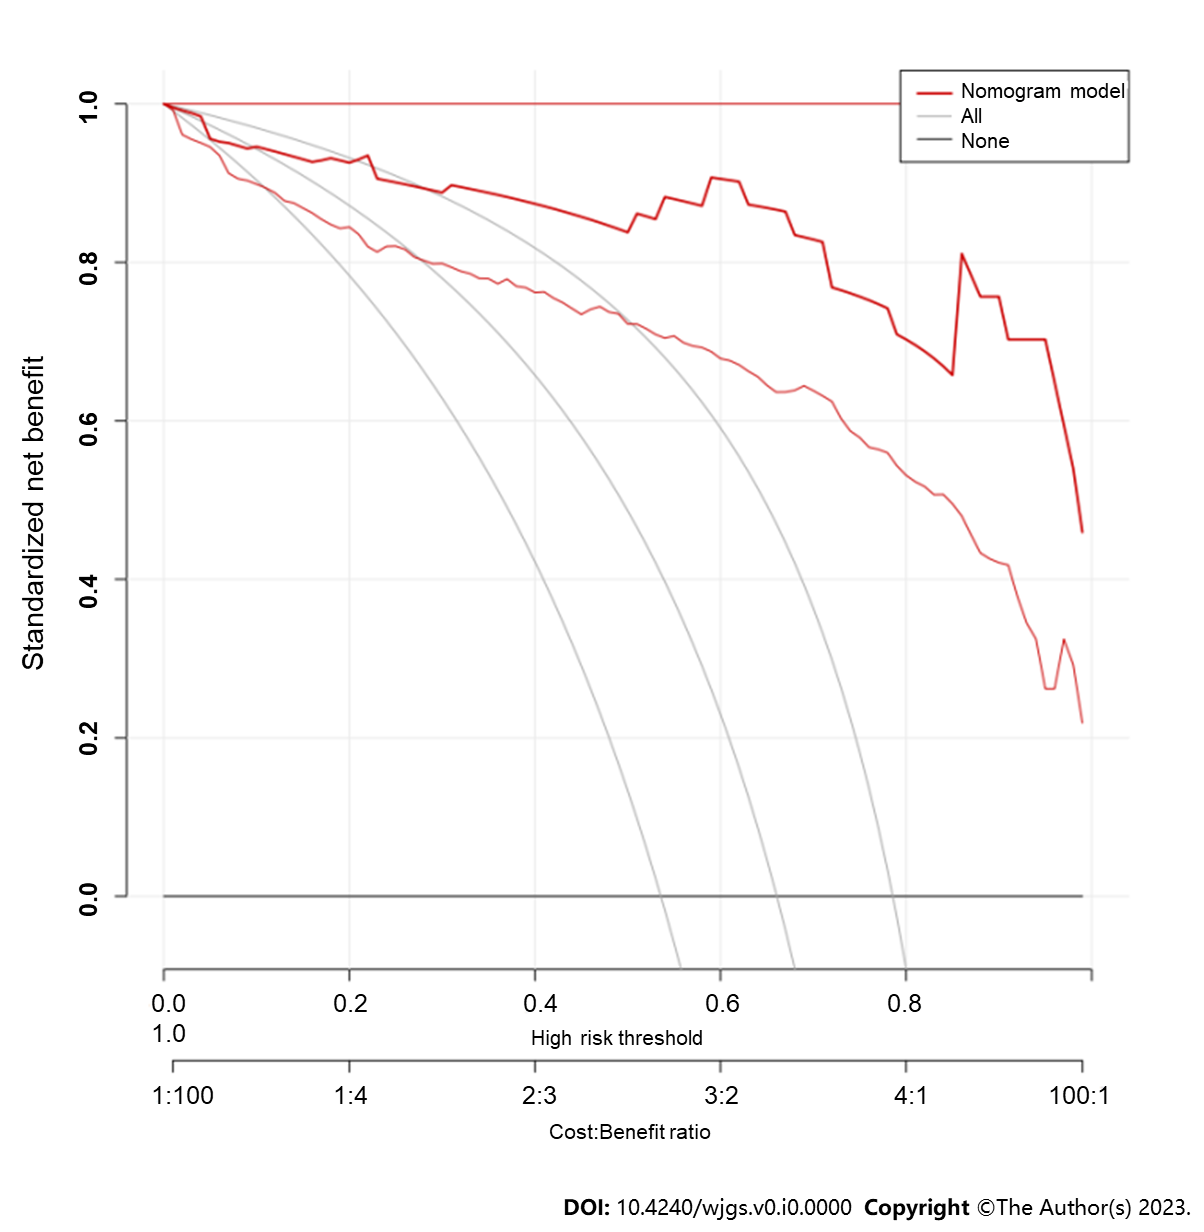 Nomogram model
All
None
1.0
0.8
0.6
0.4
0.2
0.0
Standardized net benefit
0.0 0.2 0.4 0.6 0.8
1.0
High risk threshold
1:100 1:4 2:3 3:2 4:1 100:1
Cost:Benefit ratio
DOI: 10.4240/wjgs.v0.i0.0000 Copyright ©The Author(s) 2023.